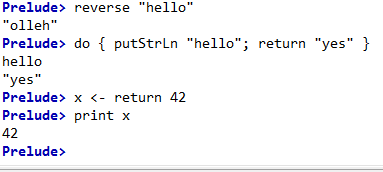 Prelude> reverse "hello"
"olleh"
Prelude> do { putStrLn "hello"; return "yes" }
hello
"yes"
Prelude> x <- return 42
Prelude> print x
42
Prelude>